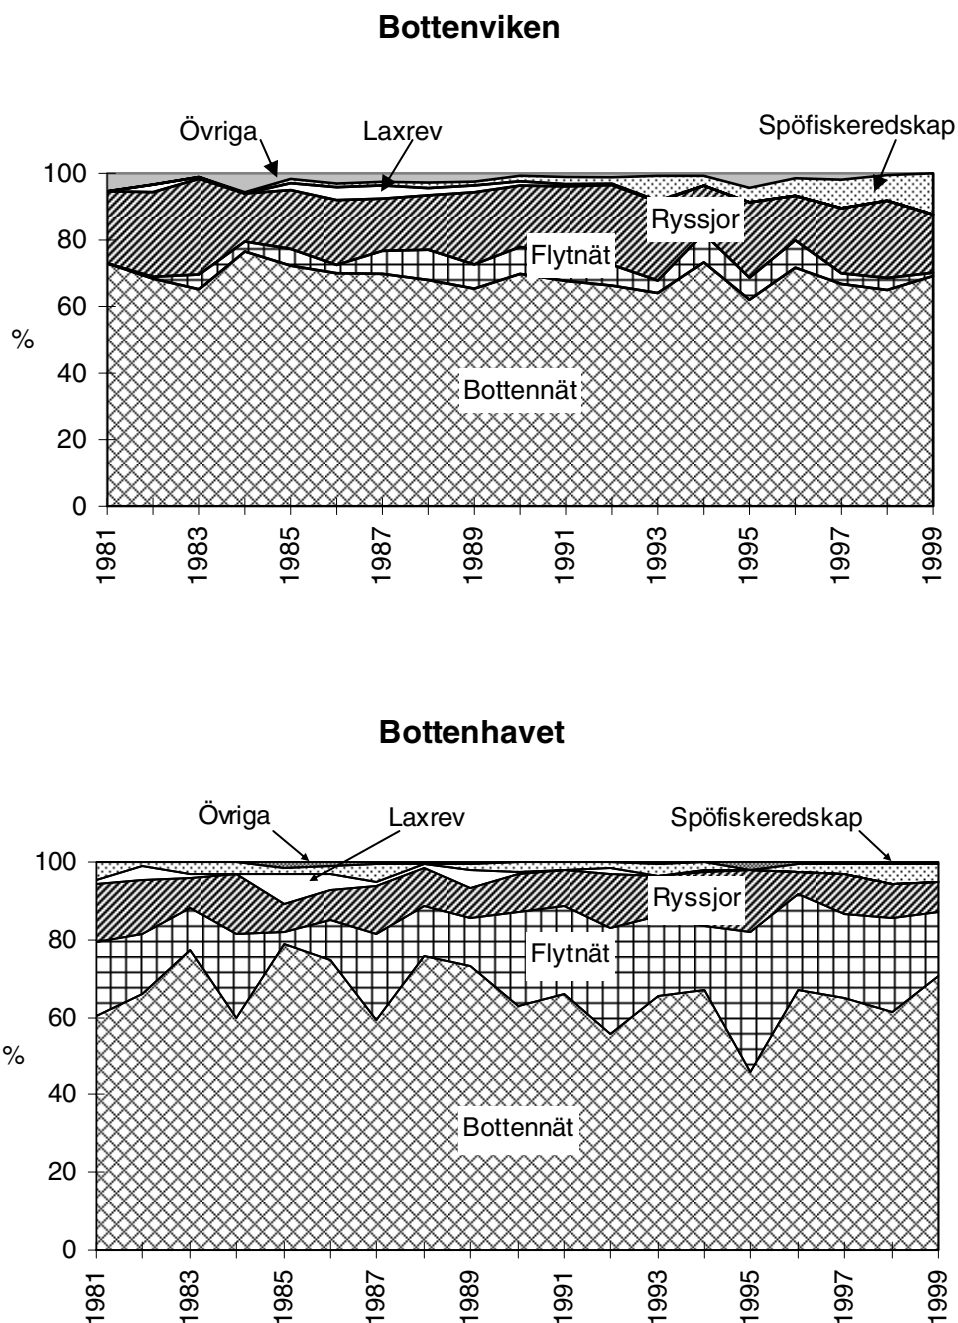 Bottenviken
Övriga
Laxrev
Spöfiskeredskap
100
80
60
%
40
20
0
Ryssjor
Flytnät
Bottennät
1981
1983
1985
1987
1989
1991
1993
1995
1997
1999
Bottenhavet
Övriga
Laxrev
Spöfiskeredskap
100
80
60
%
40
20
0
Ryssjor
Flytnät
Bottennät
1981
1983
1985
1987
1989
1991
1993
1995
1997
1999